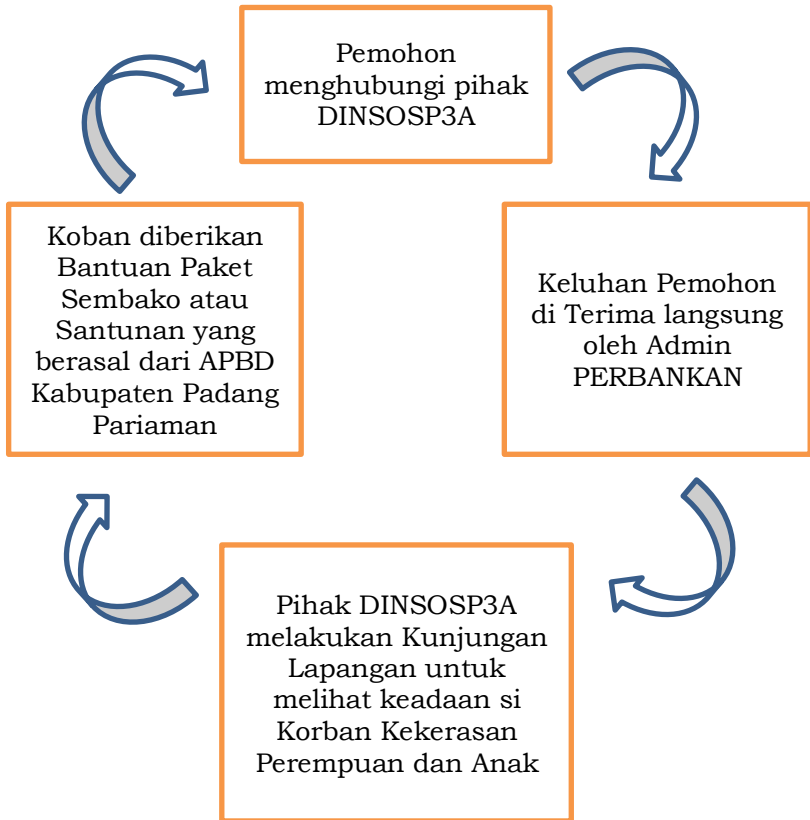 Pemohon
menghubungi pihak
DINSOSP3A
Keluhan Pemohon
di Terima langsung
oleh Admin
PERBANKAN
Pihak DINSOSP3A
melakukan Kunjungan
Lapangan untuk
melihat keadaan si
Korban Kekerasan
Perempuan dan Anak
Koban diberikan
Bantuan Paket
Sembako atau
Santunan yang
berasal dari APBD
Kabupaten Padang
Pariaman